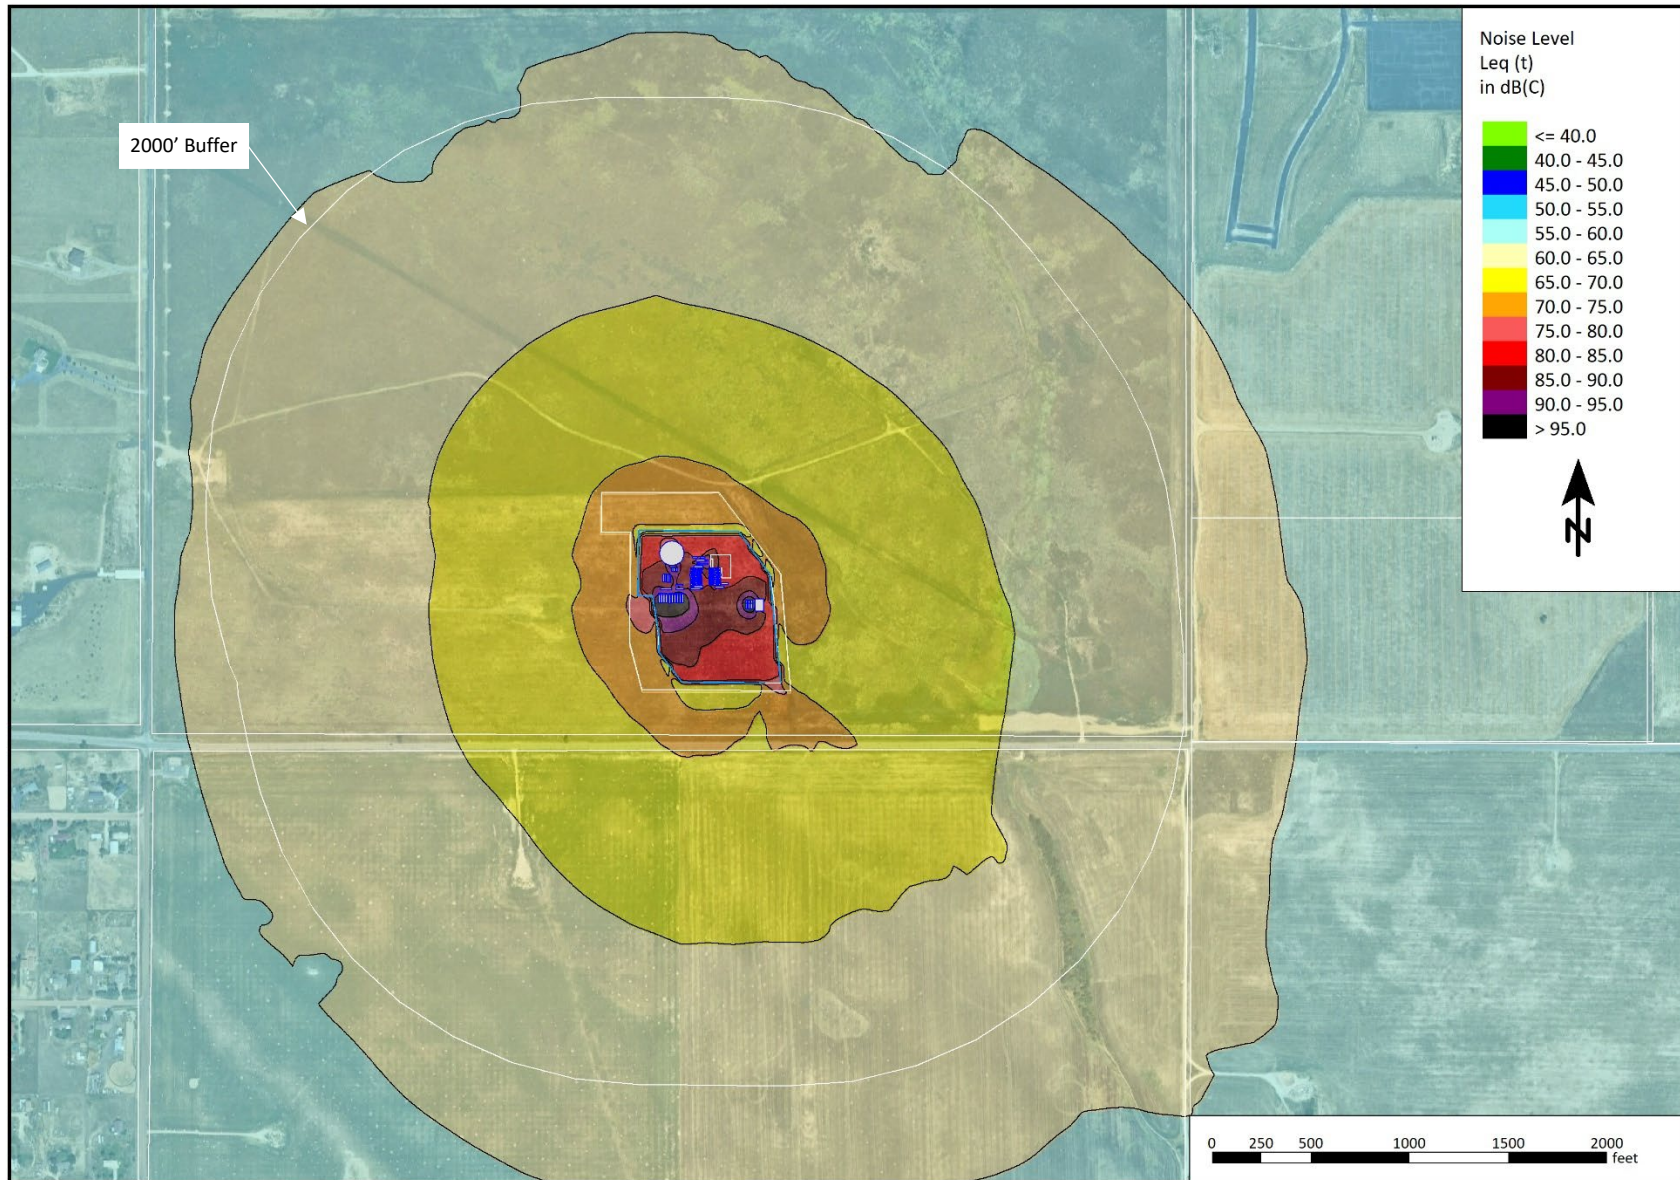 2000’ Buffer
Noise Level
Leq (t)
in dB(C)
<= 40.0
40.0 - 45.0
45.0 - 50.0
50.0 - 55.0
55.0 - 60.0
60.0 - 65.0
65.0 - 70.0
70.0 - 75.0
75.0 - 80.0
80.0 - 85.0
85.0 - 90.0
90.0 - 95.0
> 95.0
N
0 250 500 1000 1500 2000
feet